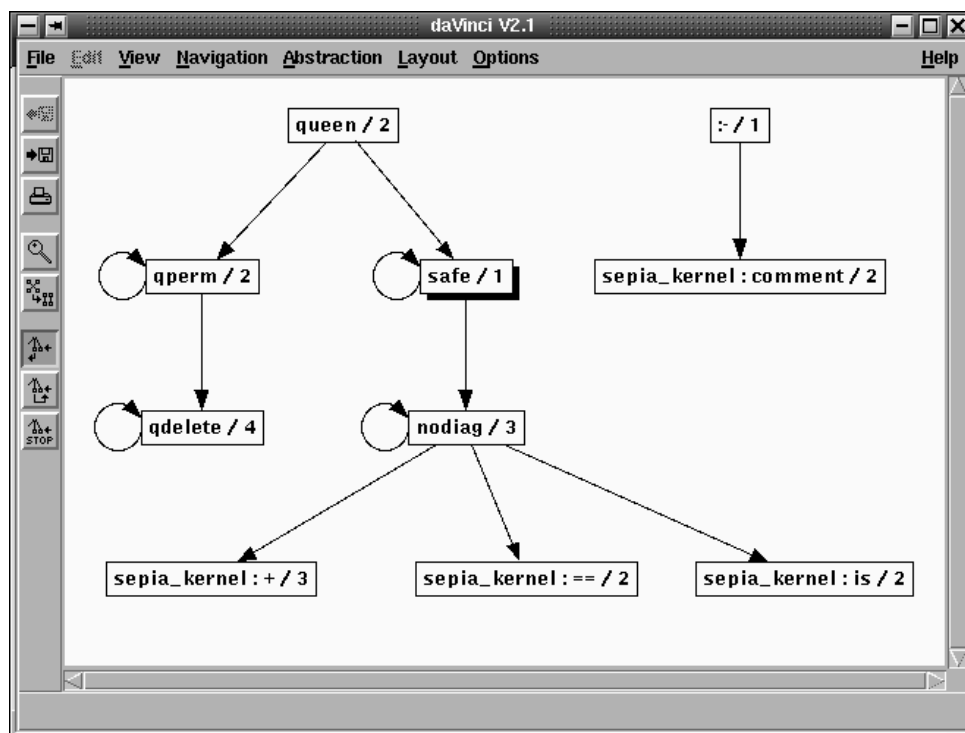 daVinci V2.1
File Edit View Navigation Abstraction Layout Options Help
queen / 2
:- / 1
qperm / 2
safe / 1
sepia_kernel : comment / 2
qdelete / 4
nodiag / 3
sepia_kernel : + / 3
sepia_kernel : == / 2
sepia_kernel : is / 2
STOP